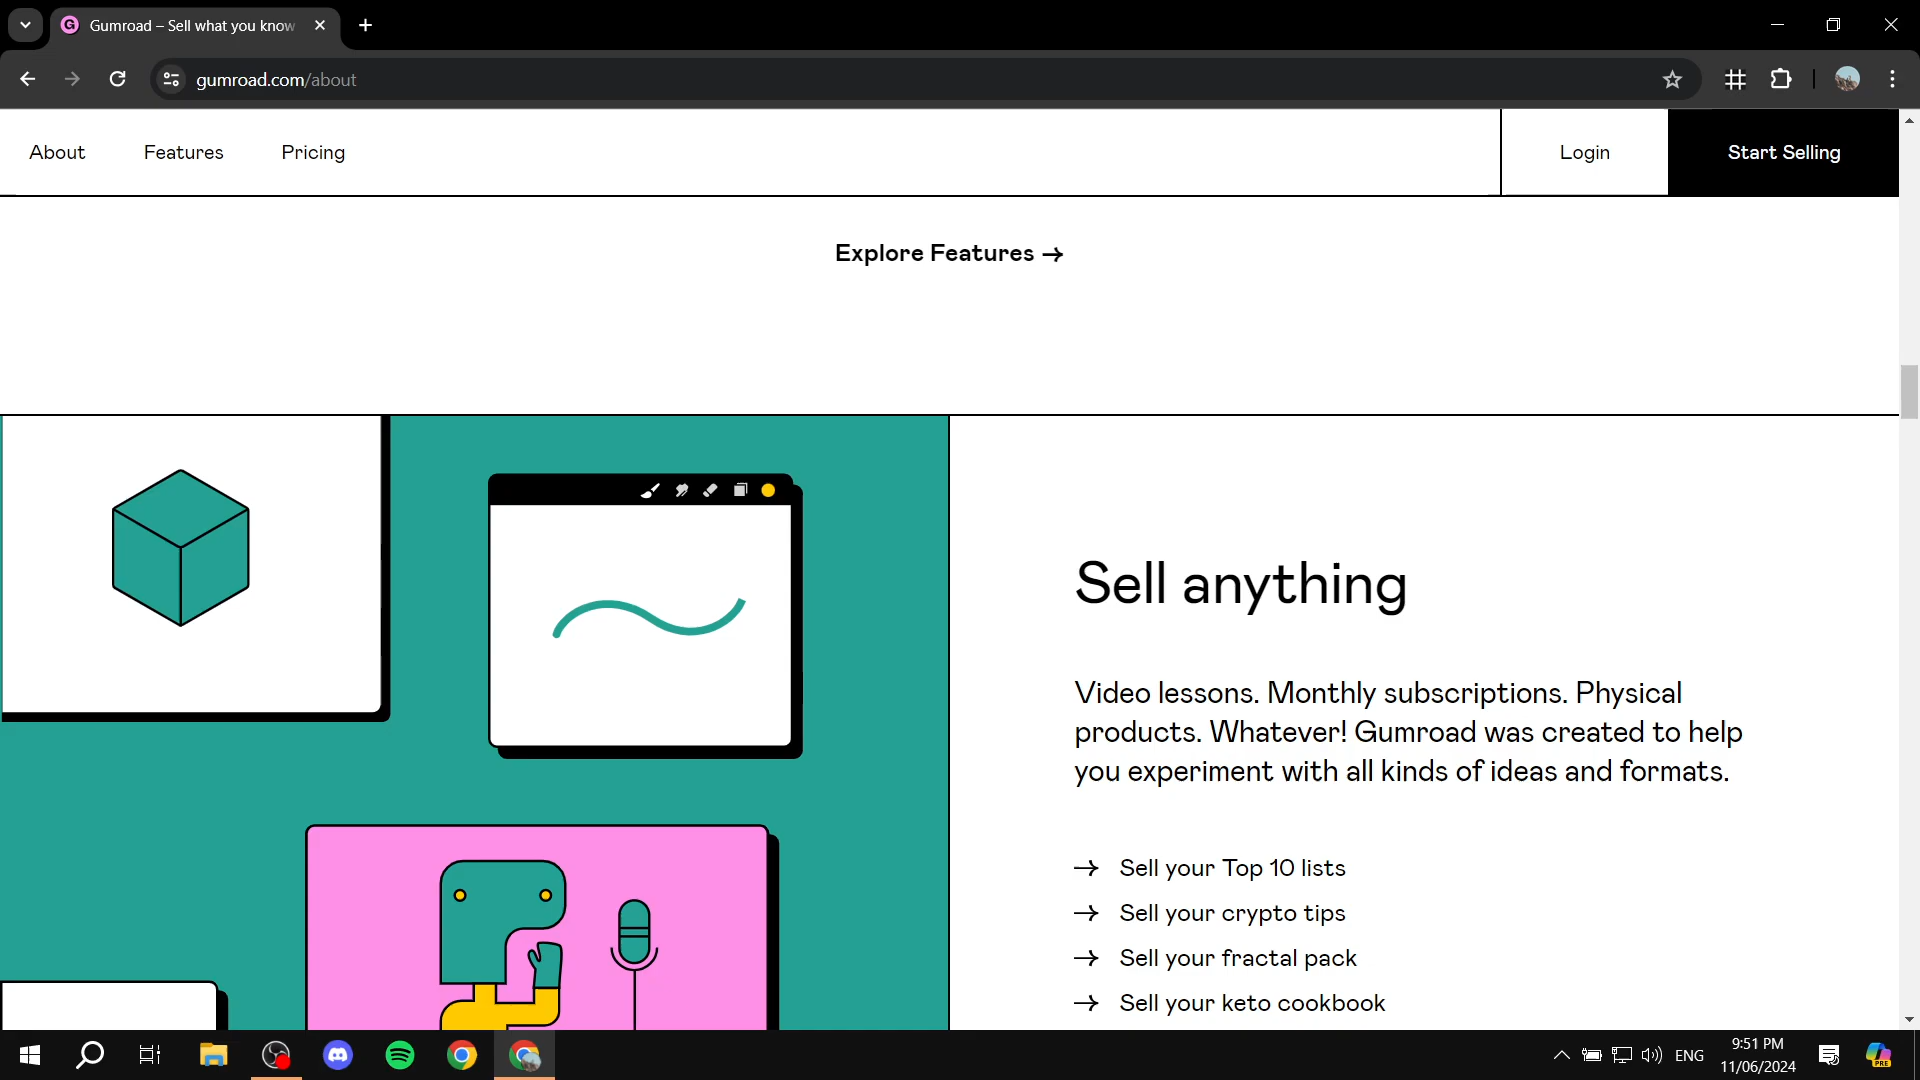 Gumroad – Sell what you know
gumroad.com/about
About Features Pricing Login Start Selling
Explore Features →
Sell anything
Video lessons. Monthly subscriptions. Physical
products. Whatever! Gumroad was created to help
you experiment with all kinds of ideas and formats.
→ Sell your Top 10 lists
→ Sell your crypto tips
→ Sell your fractal pack
→ Sell your keto cookbook
ENG
9:51 PM
11/06/2024
PRE